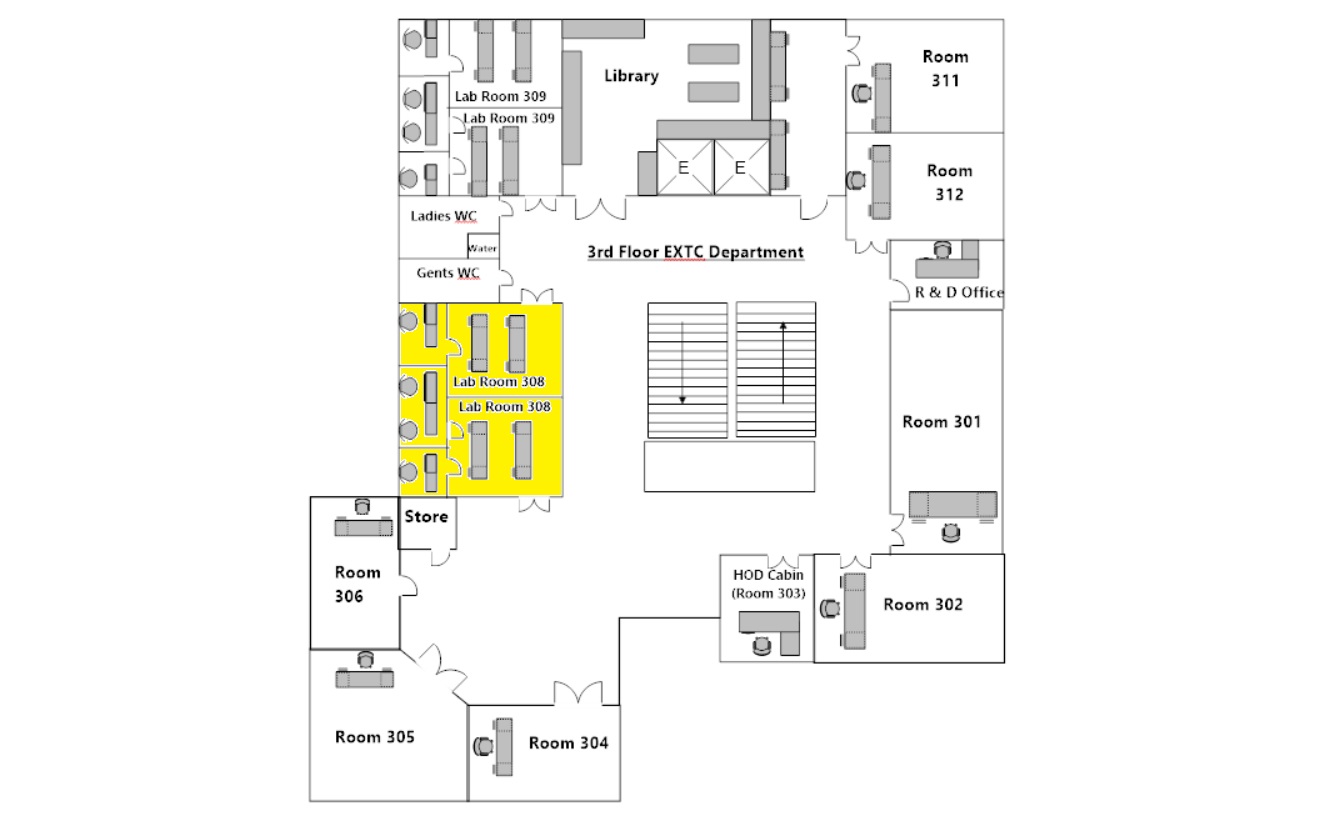 Library
Room
311
Lab Room 309
Lab Room 309
E
E
Room
312
Ladies WC
Water
3rd Floor EXTC Department
Gents WC
R & D Office
Lab Room 308
Lab Room 308
Room 301
Store
Room
306
HOD Cabin
(Room 303)
Room 302
Room 305
Room 304